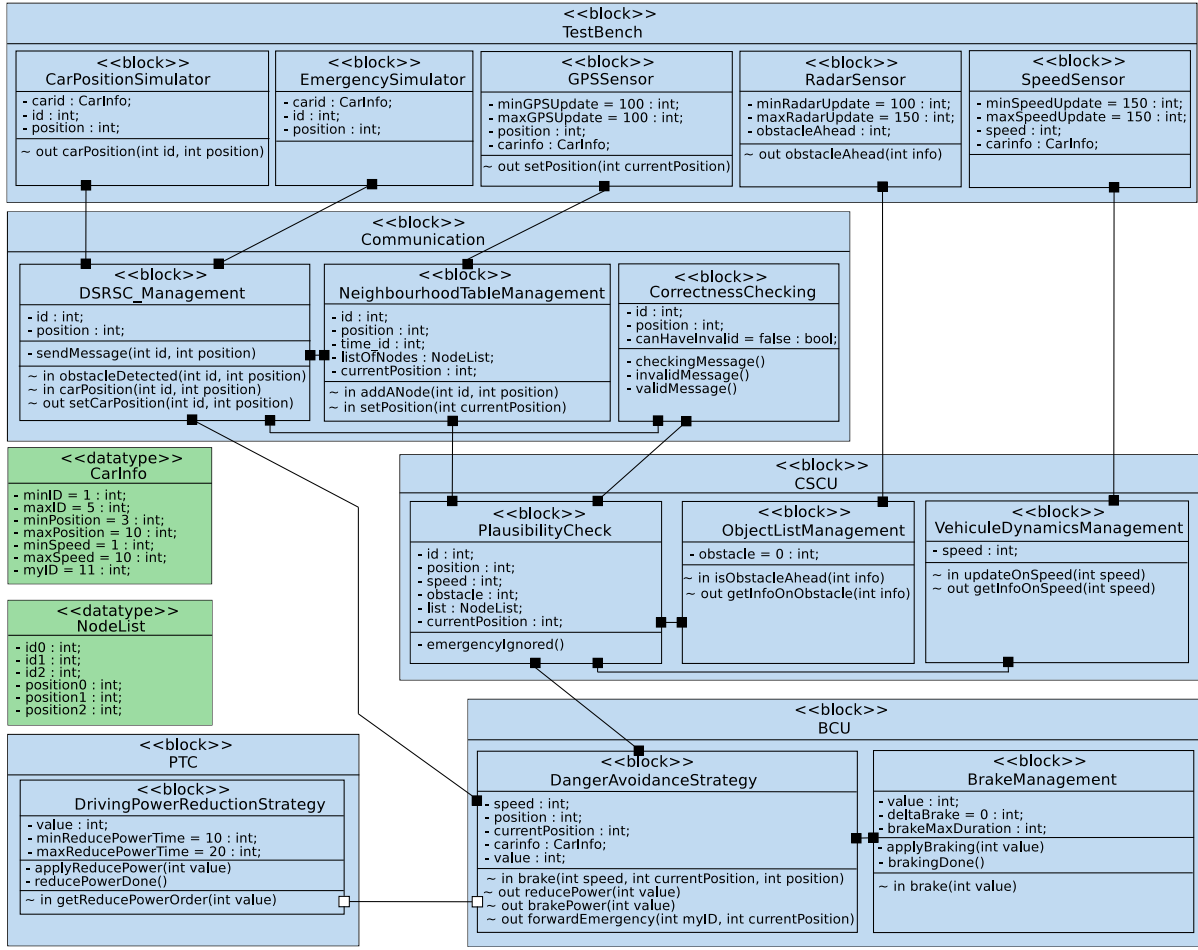 <<block>>
TestBench
<<block>>
CarPositionSimulator
- carid : CarInfo;
- id : int;
- position : int;
~ out carPosition(int id, int position)
<<block>>
EmergencySimulator
- carid : CarInfo;
- id : int;
- position : int;
<<block>>
GPSSensor
- minGPSUpdate = 100 : int;
- maxGPSUpdate = 100 : int;
- position : int;
- carinfo : CarInfo;
~ out setPosition(int currentPosition)
<<block>>
RadarSensor
- minRadarUpdate = 100 : int;
- maxRadarUpdate = 150 : int;
- obstacleAhead : int;
~ out obstacleAhead(int info)
<<block>>
SpeedSensor
- minSpeedUpdate = 150 : int;
- maxSpeedUpdate = 150 : int;
- speed : int;
- carinfo : CarInfo;
<<block>>
Communication
<<block>>
DSRSC_Management
- id : int;
- position : int;
- sendMessage(int id, int position)
~ in obstacleDetected(int id, int position)
~ in carPosition(int id, int position)
~ out setCarPosition(int id, int position)
<<block>>
NeighbourhoodTableManagement
- id : int;
- position : int;
- time_id : int;
- listOfNodes : NodeList;
- currentPosition : int;
~ in addANode(int id, int position)
~ in setPosition(int currentPosition)
<<block>>
CorrectnessChecking
- id : int;
- position : int;
- canHaveInvalid = false : bool;
- checkingMessage()
- invalidMessage()
- validMessage()
<<datatype>>
CarInfo
- minID = 1 : int;
- maxID = 5 : int;
- minPosition = 3 : int;
- maxPosition = 10 : int;
- minSpeed = 1 : int;
- maxSpeed = 10 : int;
- myID = 11 : int;
<<datatype>>
NodeList
- id0 : int;
- id1 : int;
- id2 : int;
- position0 : int;
- position1 : int;
- position2 : int;
<<block>>
CSCU
<<block>>
PlausibilityCheck
- id : int;
- position : int;
- speed : int;
- obstacle : int;
- list : NodeList;
- currentPosition : int;
- emergencyIgnored()
<<block>>
ObjectListManagement
- obstacle = 0 : int;
~ in isObstacleAhead(int info)
~ out getInfoOnObstacle(int info)
<<block>>
VehiculeDynamicsManagement
- speed : int;
~ in updateOnSpeed(int speed)
~ out getInfoOnSpeed(int speed)
<<block>>
PTC
<<block>>
DrivingPowerReductionStrategy
- value : int;
- minReducePowerTime = 10 : int;
- maxReducePowerTime = 20 : int;
- applyReducePower(int value)
- reducePowerDone()
~ in getReducePowerOrder(int value)
<<block>>
BCU
<<block>>
DangerAvoidanceStrategy
- speed : int;
- position : int;
- currentPosition : int;
- carinfo : CarInfo;
- value : int;
~ in brake(int speed, int currentPosition, int position)
~ out reducePower(int value)
~ out brakePower(int value)
~ out forwardEmergency(int myID, int currentPosition)
<<block>>
BrakeManagement
- value : int;
- deltaBrake = 0 : int;
- brakeMaxDuration : int;
- applyBraking(int value)
- brakingDone()
~ in brake(int value)